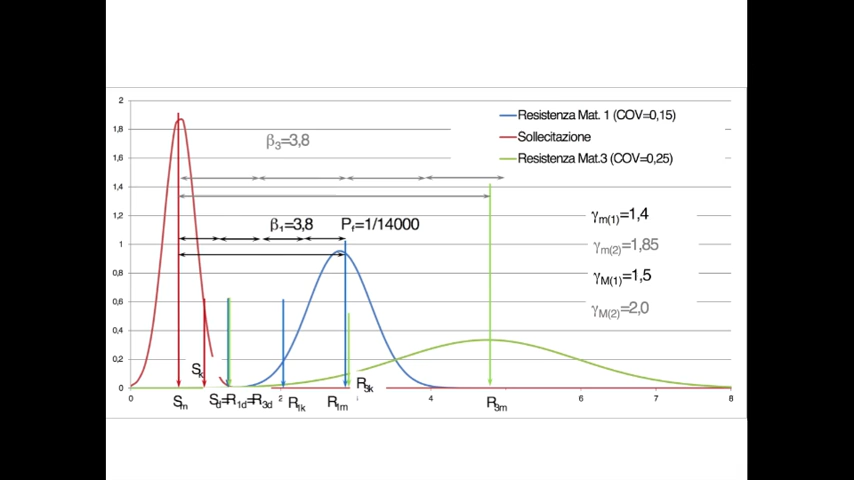 2
1,8
1,6
1,4
1,2
1
0,8
0,6
0,4
0,2
0
Resistenza Mat. 1 (COV=0,15)
Sollecitazione
Resistenza Mat.3 (COV=0,25)
β3=3,8
β1=3,8 Pf=1/14000
γm(1)=1,4
γm(2)=1,85
γM(1)=1,5
γM(2)=2,0
Sk
R3k
0 2 4 6 7 8
Sm Sd=R1d=R3d R1k R1m R3m